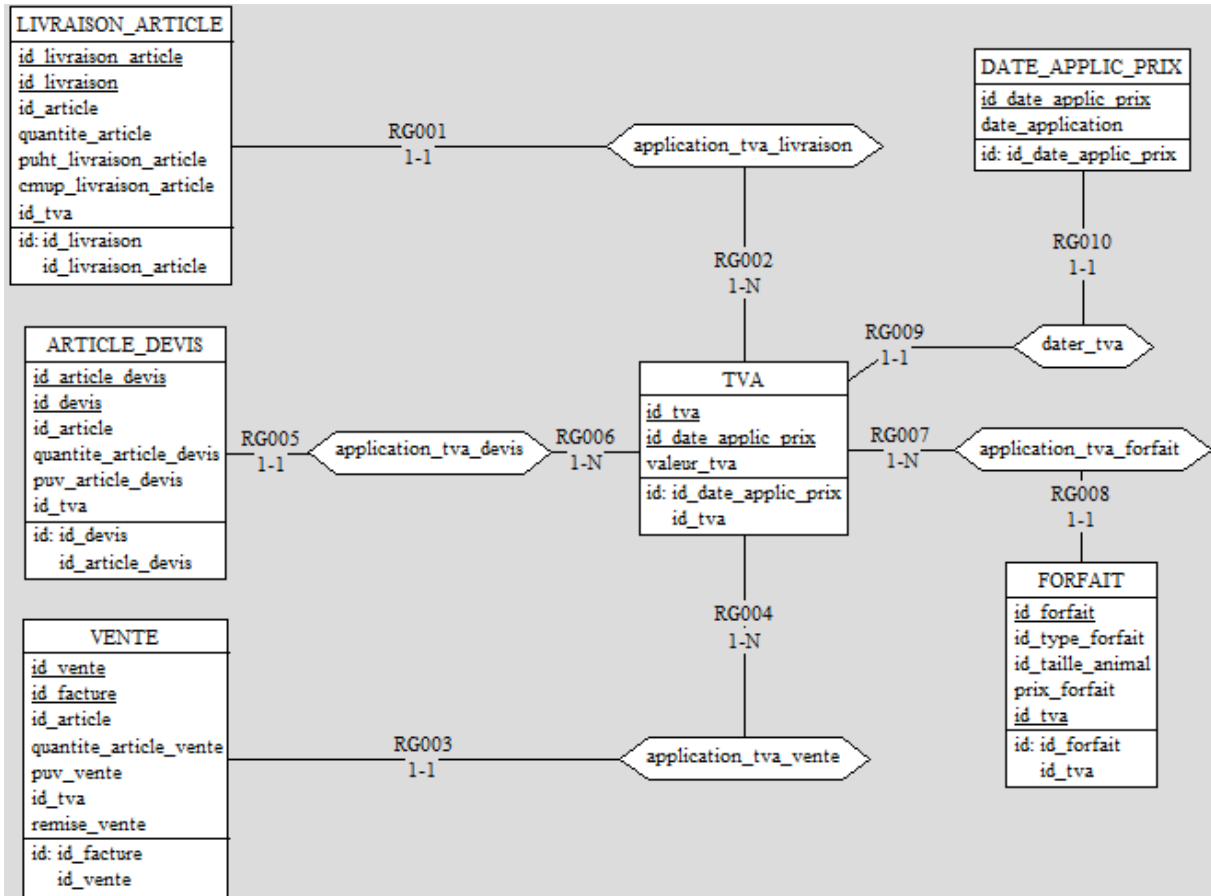 LIVRAISON_ARTICLE
id_livraison_article
id_livraison
id_article
quantite_article
puht_livraison_article
cmup_livraison_article
id_tva
id: id_livraison
id_livraison_article
RG001
1-1
application_tva_livraison
RG002
1-N
DATE_APPLIC_PRIX
id_date_applic_prix
date_application
id: id_date_applic_prix
RG010
1-1
dater_tva
RG009
1-1
ARTICLE_DEVIS
id_article_devis
id_devis
id_article
quantite_article_devis
puv_article_devis
id_tva
id: id_devis
id_article_devis
RG005
1-1
application_tva_devis
RG006
1-N
TVA
id_tva
id_date_applic_prix
valeur_tva
id: id_date_applic_prix
id_tva
RG007
1-N
application_tva_forfait
RG008
1-1
FORFAIT
id_forfait
id_type_forfait
id_taille_animal
prix_forfait
id_tva
id: id_forfait
id_tva
VENTE
id_vente
id_facture
id_article
quantite_article_vente
puv_vente
id_tva
remise_vente
id: id_facture
id_vente
RG003
1-1
application_tva_vente
RG004
1-N